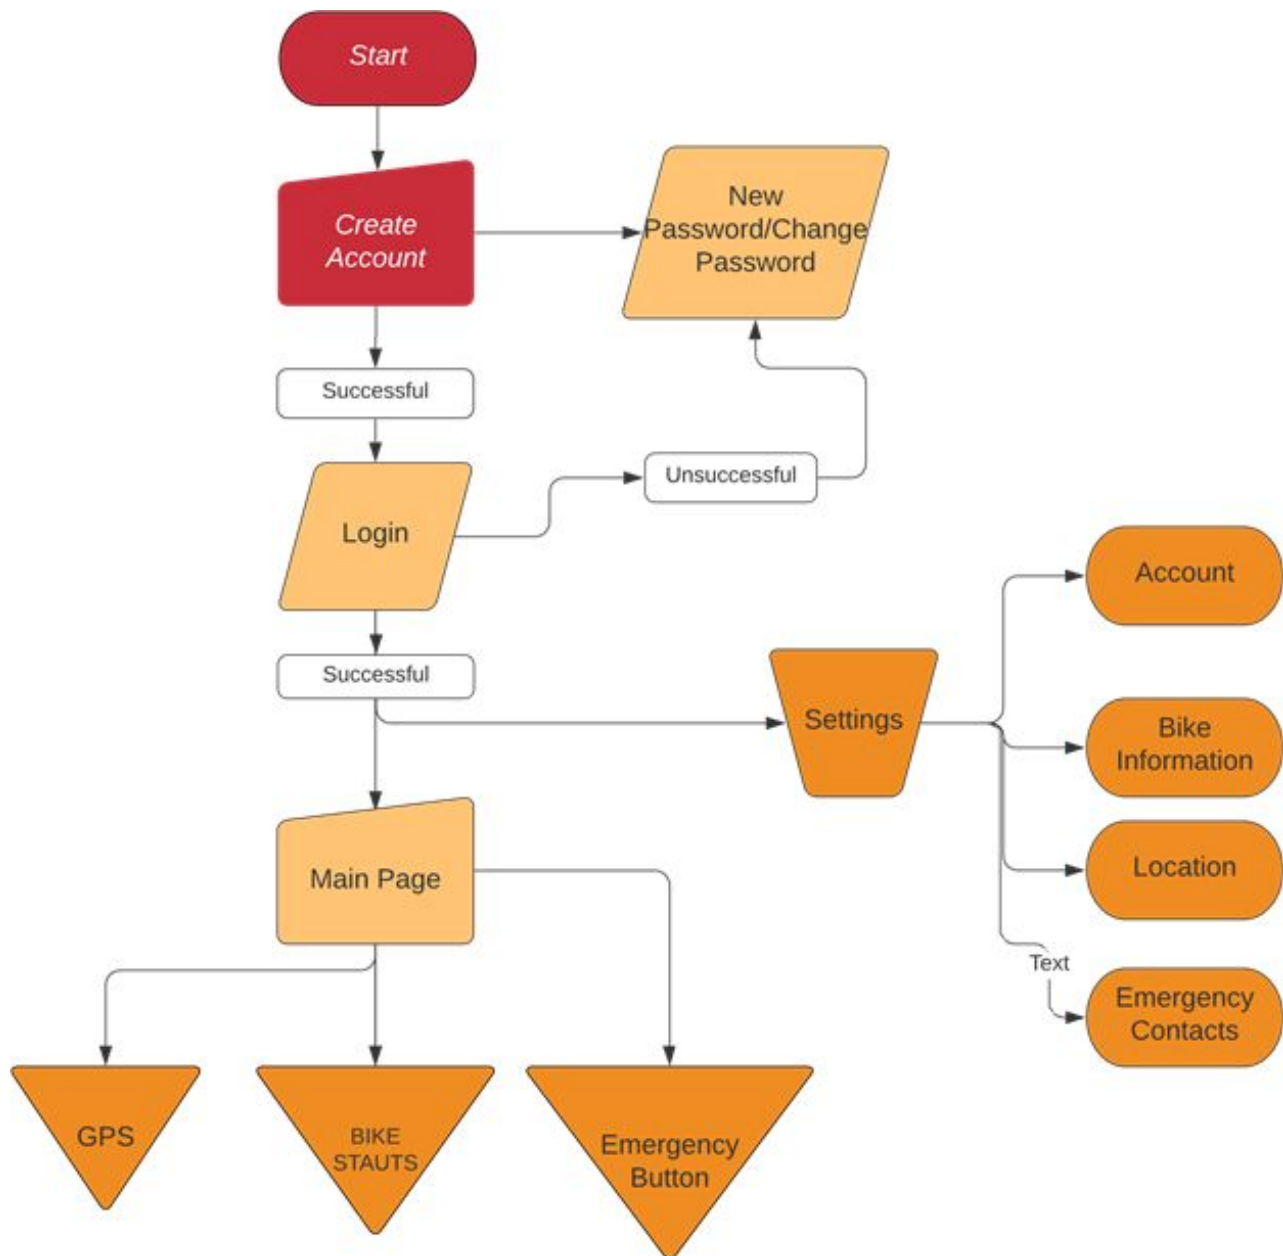 Start
Create
Account
New
Password/Change
Password
Successful
Login
Unsuccessful
Successful
Settings
Account
Bike
Information
Location
Text
Emergency
Contacts
Main Page
GPS
BIKE
STAUTS
Emergency
Button